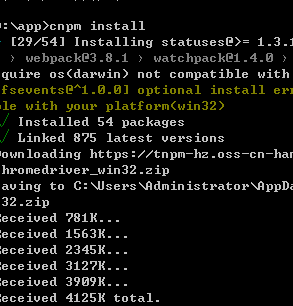 :\app>cnpm install
[29/54] Installing statuses@>= 1.3.1
› webpack@3.8.1 › watchpack@1.4.0 ›
quire os(darwin) not compatible with
fsevents@^1.0.0] optional install err
le with your platform(win32)
√ Installed 54 packages
√ Linked 875 latest versions
ownloading https://tnpm-hz.oss-cn-han
hromedriver_win32.zip
aving to C:\Users\Administrator\AppDa
32.zip
eceived 781K...
eceived 1563K...
eceived 2345K...
eceived 3127K...
eceived 3909K...
eceived 4125K total.